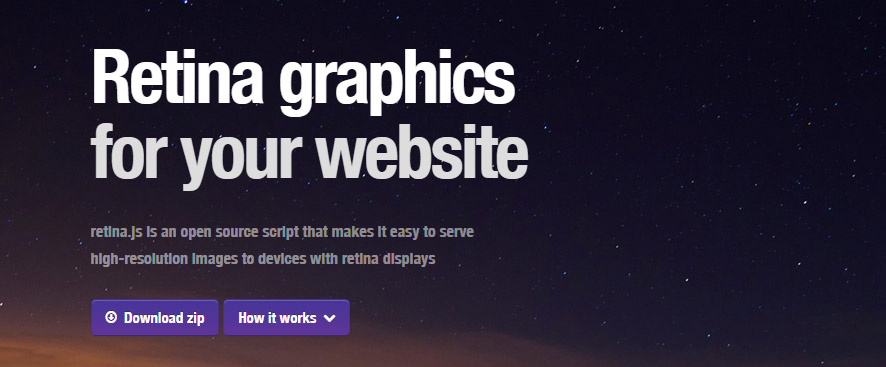 Retina graphics
for your website
retina.js is an open source script that makes it easy to serve
high-resolution images to devices with retina displays
Download zip
How it works